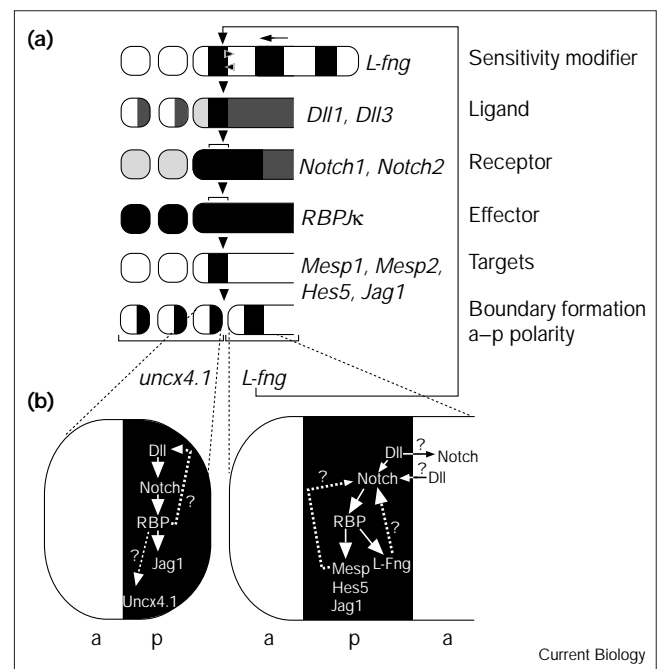 (a)
L-fng
Sensitivity modifier
Dll1, Dll3
Ligand
Notch1, Notch2
Receptor
RBPJκ
Effector
Mesp1, Mesp2,
Hes5, Jag1
Targets
Boundary formation
a–p polarity
uncx4.1
L-fng
(b)
Dll
Notch
?
RBP
?
Jag1
Uncx4.1
a
p
Dll
?
Notch
?
Dll
?
Notch
RBP
?
Mesp
L-Fng
Hes5
Jag1
a
p
a
Current Biology